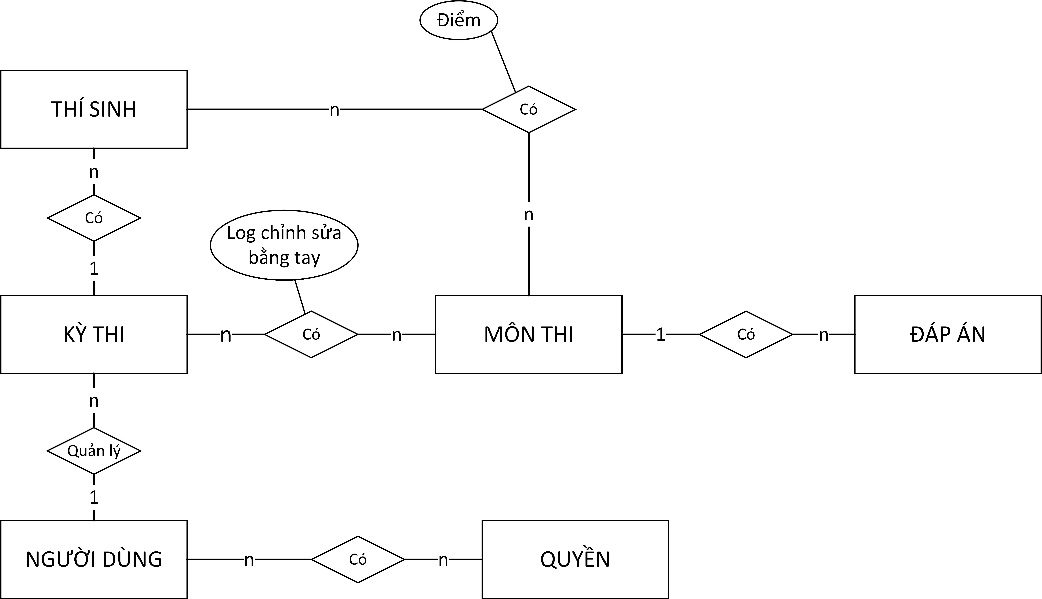 Điểm
THÍ SINH
n
Có
n
Có
n
1
Log chỉnh sửa
bằng tay
KỲ THI
n
Có
n
MÔN THI
1
Có
n
ĐÁP ÁN
n
Quản lý
1
NGƯỜI DÙNG
n
Có
n
QUYỀN